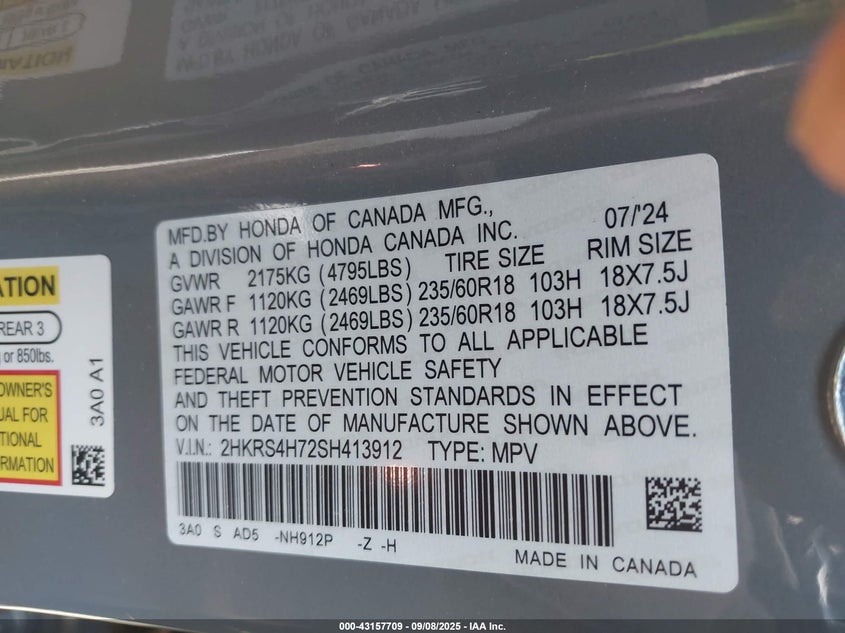 MFD.BY HONDA OF CANADA MFG., 07/'24
A DIVISION OF HONDA CANADA INC.
GVWR 2175KG (4795LBS) TIRE SIZE RIM SIZE
GAWR F 1120KG (2469LBS) 235/60R18 103H 18X7.5J
GAWR R 1120KG (2469LBS) 235/60R18 103H 18X7.5J
THIS VEHICLE CONFORMS TO ALL APPLICABLE
FEDERAL MOTOR VEHICLE SAFETY
AND THEFT PREVENTION STANDARDS IN EFFECT
ON THE DATE OF MANUFACTURE SHOWN ABOVE.
V.I.N.: 2HKRS4H72SH413912 TYPE: MPV
3A0 S AD5 -NH912P -Z -H
MADE IN CANADA
REAR 3
or 850lbs.
OWNER'S
FOR
3A0 A1
000-43157709 - 09/08/2025 - IAA Inc.